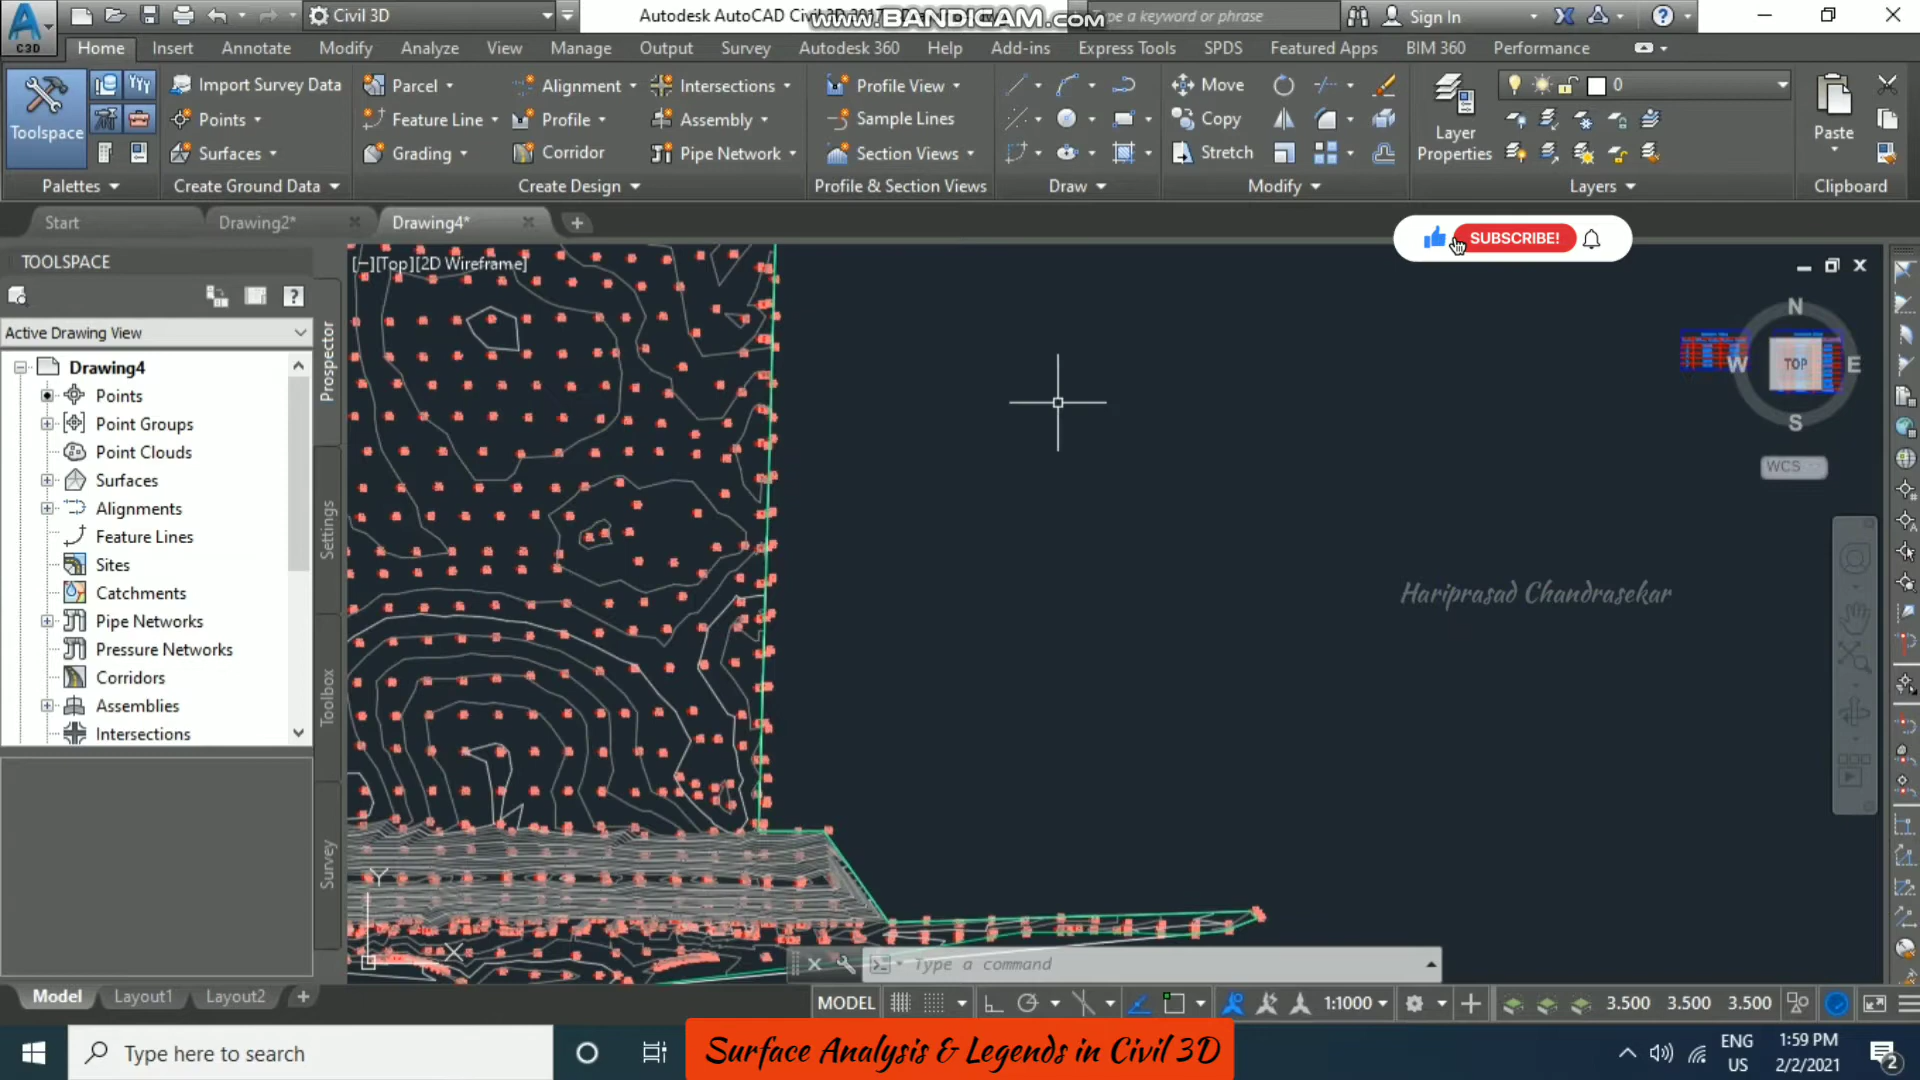 C3D
Civil 3D
Autodesk AutoCAD Civil 3D
www.BANDICAM.com
Type a keyword or phrase
Sign In
Home Insert Annotate Modify Analyze View Manage Output Survey Autodesk 360 Help Add-ins Express Tools SPDS Featured Apps BIM 360 Performance
Toolspace
Import Survey Data
Points
Surfaces
Parcel
Feature Line
Grading
Alignment
Profile
Corridor
Intersections
Assembly
Pipe Network
Profile View
Sample Lines
Section Views
Move
Copy
Stretch
Layer
Properties
0
Paste
Palettes
Create Ground Data
Create Design
Profile & Section Views
Draw
Modify
Layers
Clipboard
Start
Drawing2*
Drawing4*
SUBSCRIBE!
TOOLSPACE
Active Drawing View
Drawing4
Points
Point Groups
Point Clouds
Surfaces
Alignments
Feature Lines
Sites
Catchments
Pipe Networks
Pressure Networks
Corridors
Assemblies
Intersections
Prospector
Settings
Toolbox
Survey
[−][Top][2D Wireframe]
N
W
TOP
E
S
WCS
Hariprasad Chandrasekar
Y
X
Type a command
Model
Layout1
Layout2
MODEL
1:1000
3.500
3.500
3.500
Type here to search
Surface Analysis & Legends in Civil 3D
ENG
US
1:59 PM
2/2/2021
2